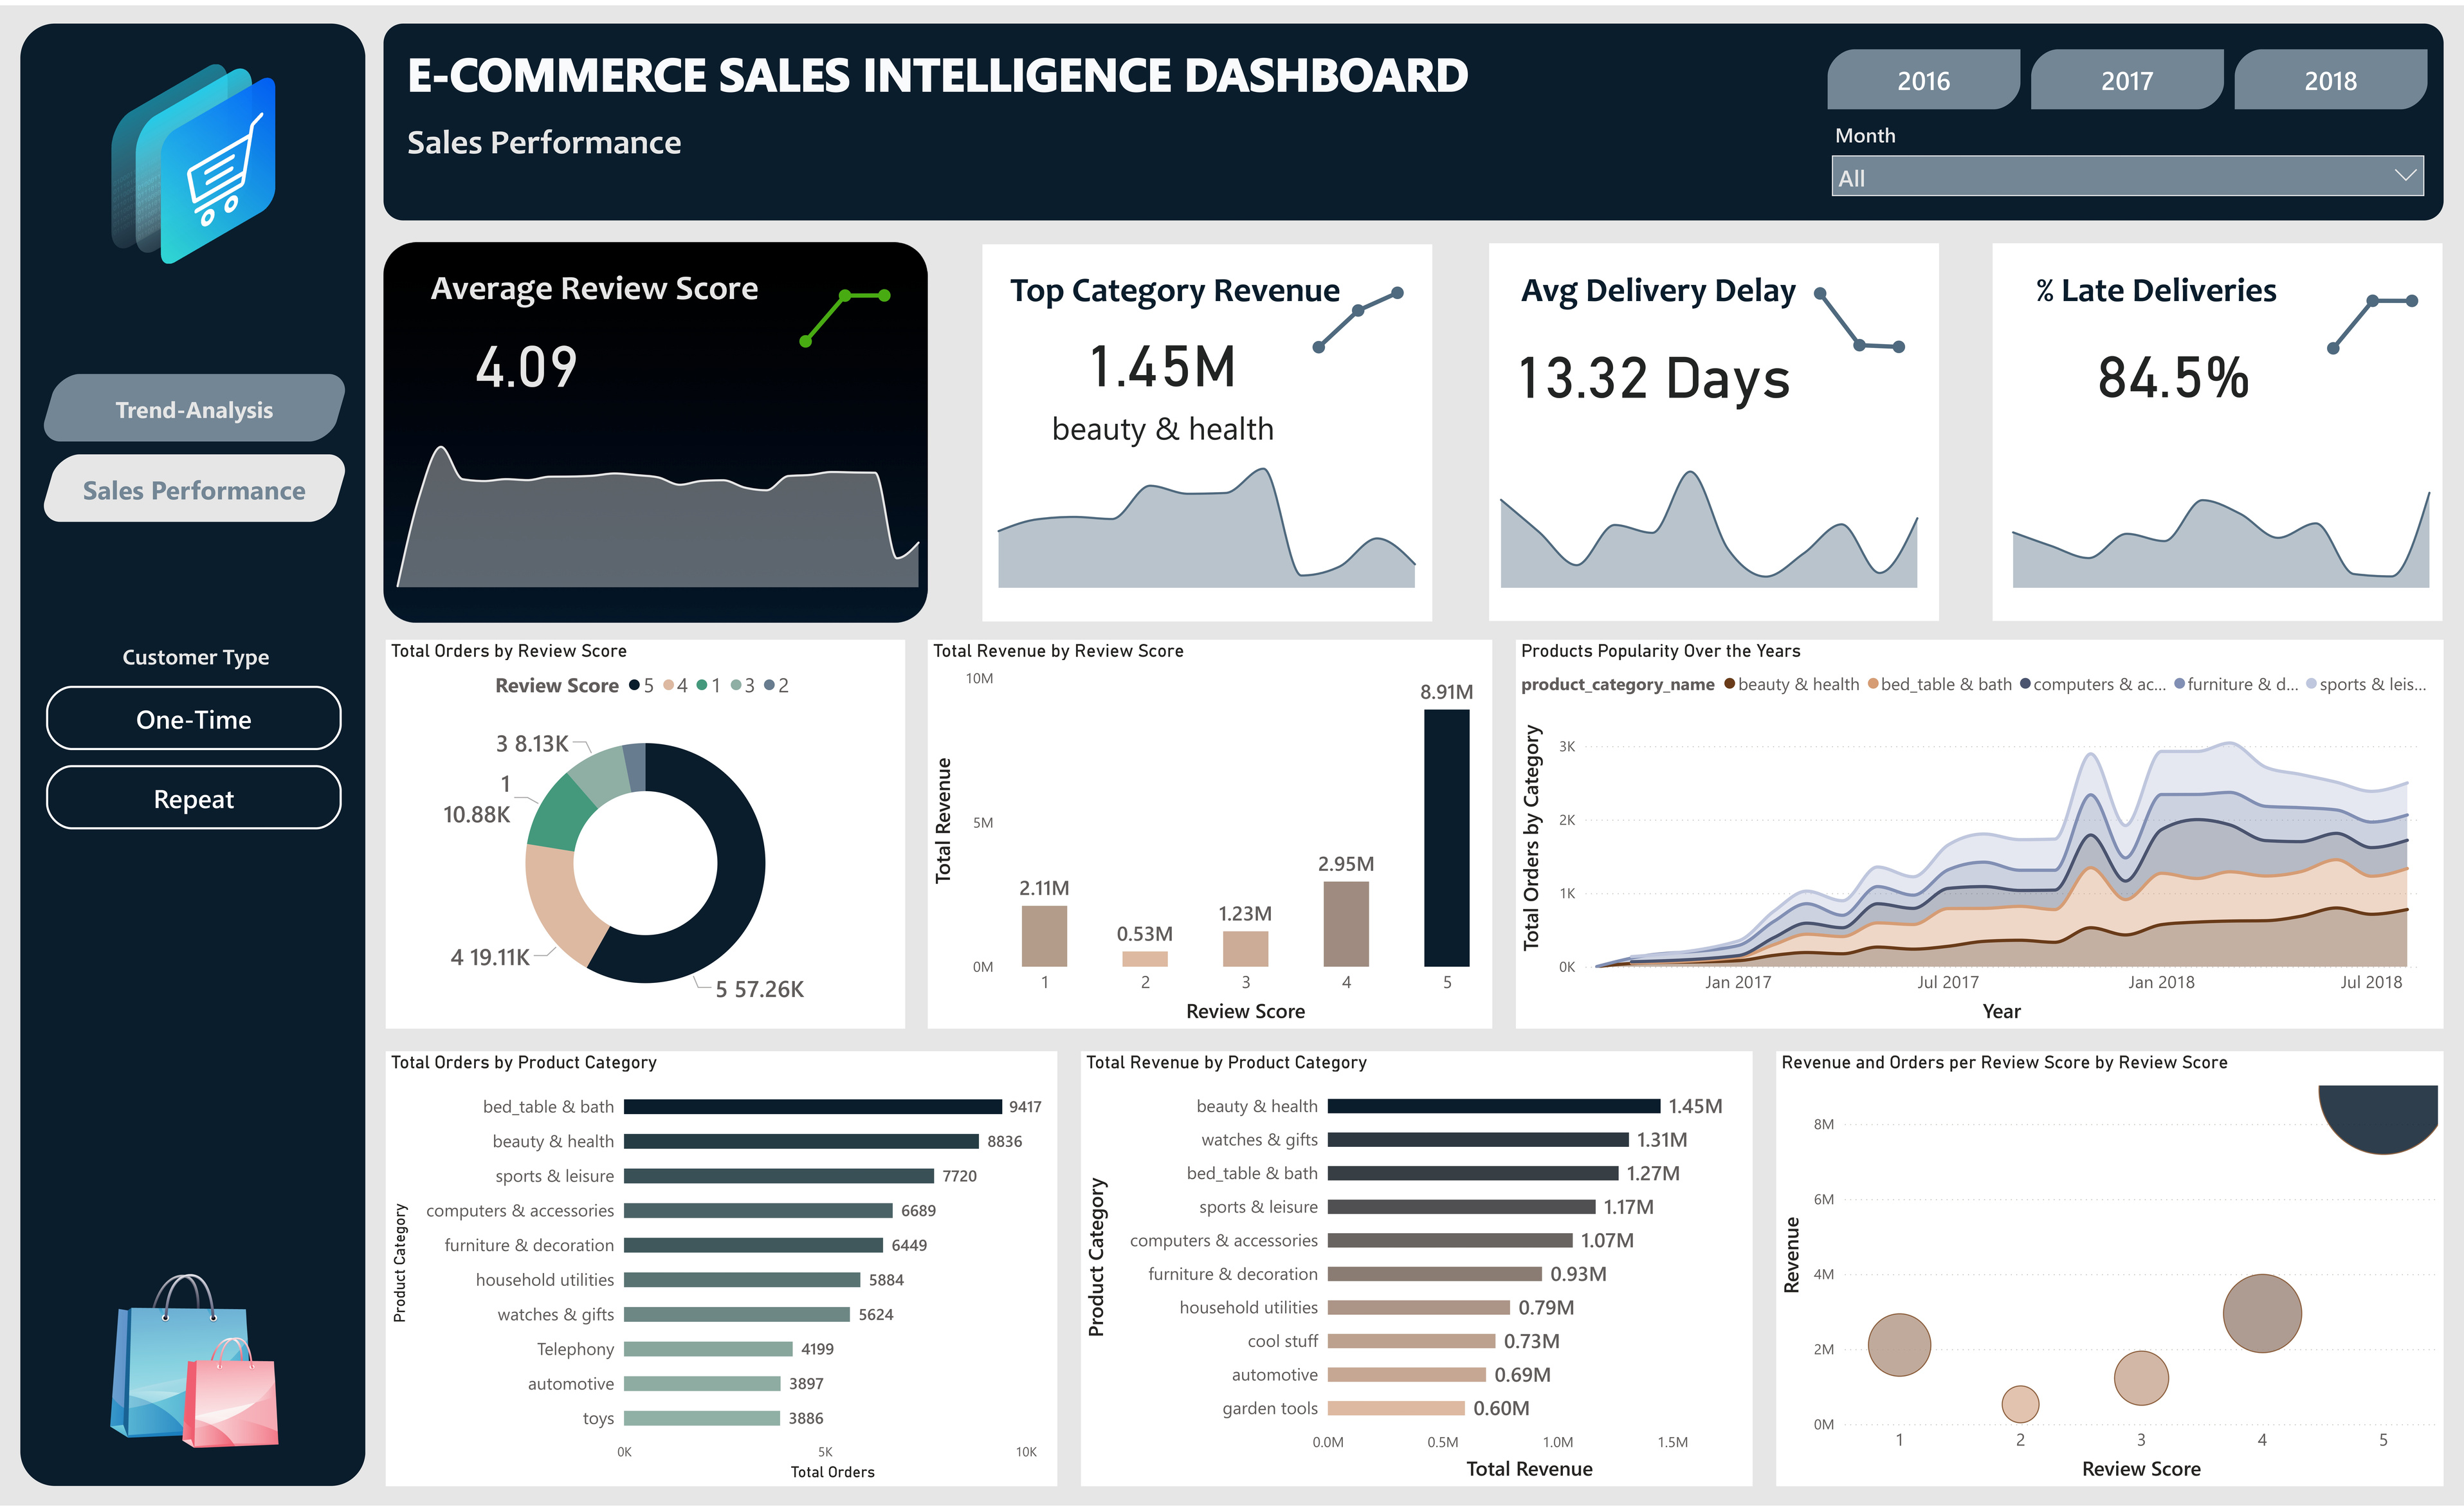 E-COMMERCE SALES INTELLIGENCE DASHBOARD
Sales Performance
2016 2017 2018
Month
All
Trend-Analysis
Sales Performance
Customer Type
One-Time
Repeat
Average Review Score
4.09
Top Category Revenue
1.45M
beauty & health
Avg Delivery Delay
13.32 Days
% Late Deliveries
84.5%
Total Orders by Review Score
Review Score 5 4 1 3 2
3 8.13K
1
10.88K
4 19.11K
5 57.26K
Total Revenue by Review Score
Total Revenue
10M
5M
0M
2.11M
0.53M
1.23M
2.95M
8.91M
1 2 3 4 5
Review Score
Products Popularity Over the Years
product_category_name beauty & health bed_table & bath computers & ac... furniture & d... sports & leis...
Total Orders by Category
3K
2K
1K
0K
Jan 2017 Jul 2017 Jan 2018 Jul 2018
Year
Total Orders by Product Category
Product Category
bed_table & bath 9417
beauty & health 8836
sports & leisure 7720
computers & accessories 6689
furniture & decoration 6449
household utilities 5884
watches & gifts 5624
Telephony 4199
automotive 3897
toys 3886
0K 5K 10K
Total Orders
Total Revenue by Product Category
Product Category
beauty & health 1.45M
watches & gifts 1.31M
bed_table & bath 1.27M
sports & leisure 1.17M
computers & accessories 1.07M
furniture & decoration 0.93M
household utilities 0.79M
cool stuff 0.73M
automotive 0.69M
garden tools 0.60M
0.0M 0.5M 1.0M 1.5M
Total Revenue
Revenue and Orders per Review Score by Review Score
Revenue
8M
6M
4M
2M
0M
1 2 3 4 5
Review Score